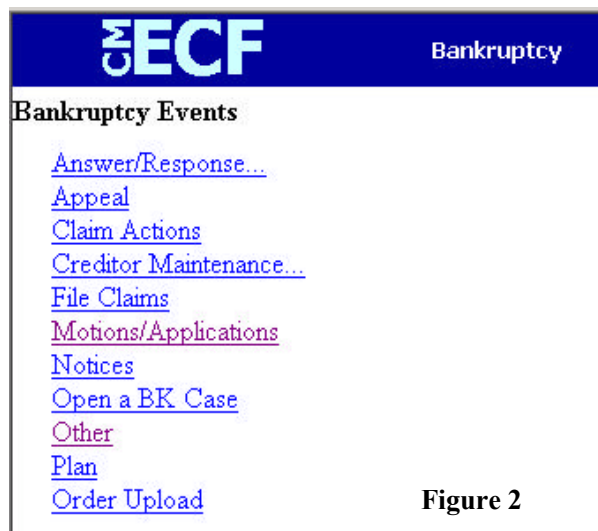 CM ECF Bankruptcy
Bankruptcy Events
Answer/Response...
Appeal
Claim Actions
Creditor Maintenance...
File Claims
Motions/Applications
Notices
Open a BK Case
Other
Plan
Order Upload Figure 2